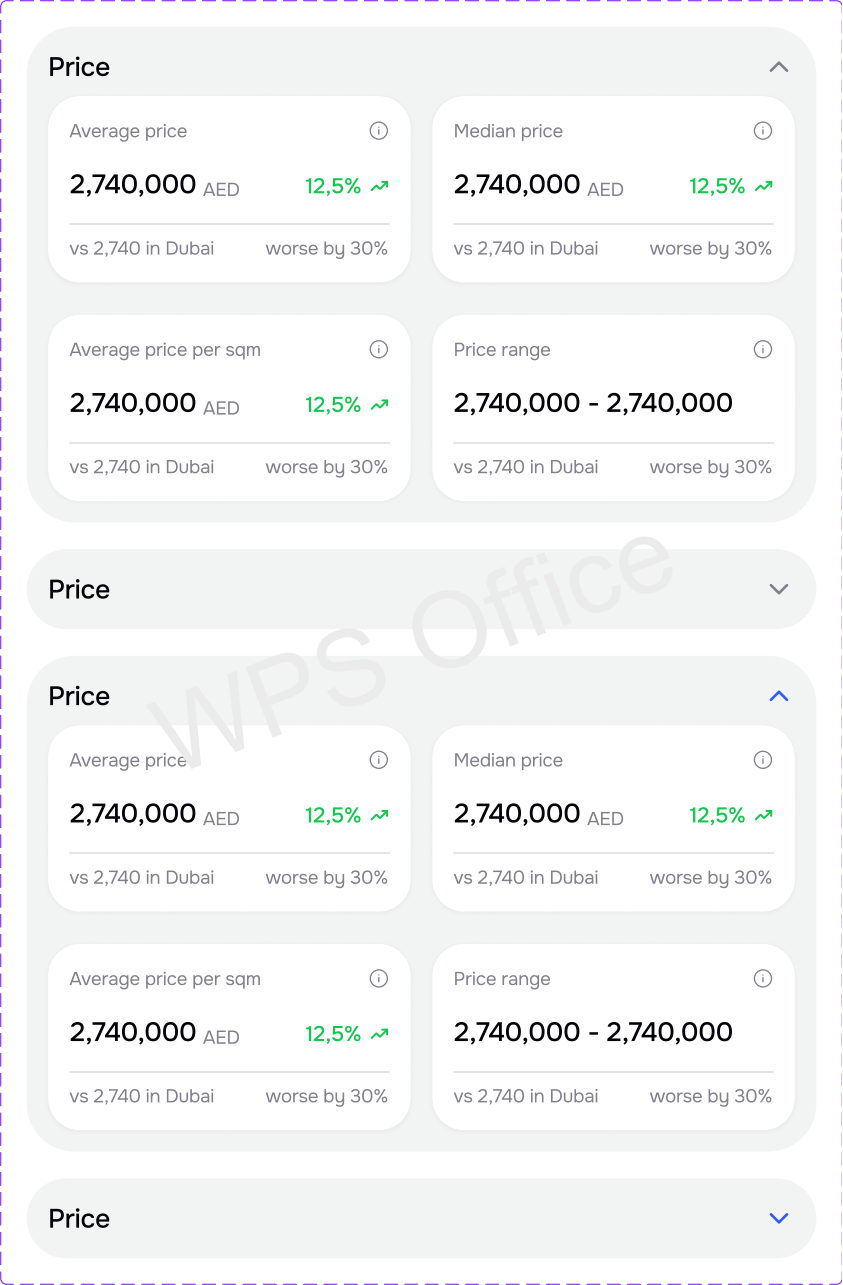 Price
Average price
2,740,000 AED 12,5%
vs 2,740 in Dubai worse by 30%
Median price
2,740,000 AED 12,5%
vs 2,740 in Dubai worse by 30%
Average price per sqm
2,740,000 AED 12,5%
vs 2,740 in Dubai worse by 30%
Price range
2,740,000 - 2,740,000
vs 2,740 in Dubai worse by 30%
Price
WPS Office
Price
Average price
2,740,000 AED 12,5%
vs 2,740 in Dubai worse by 30%
Median price
2,740,000 AED 12,5%
vs 2,740 in Dubai worse by 30%
Average price per sqm
2,740,000 AED 12,5%
vs 2,740 in Dubai worse by 30%
Price range
2,740,000 - 2,740,000
vs 2,740 in Dubai worse by 30%
Price